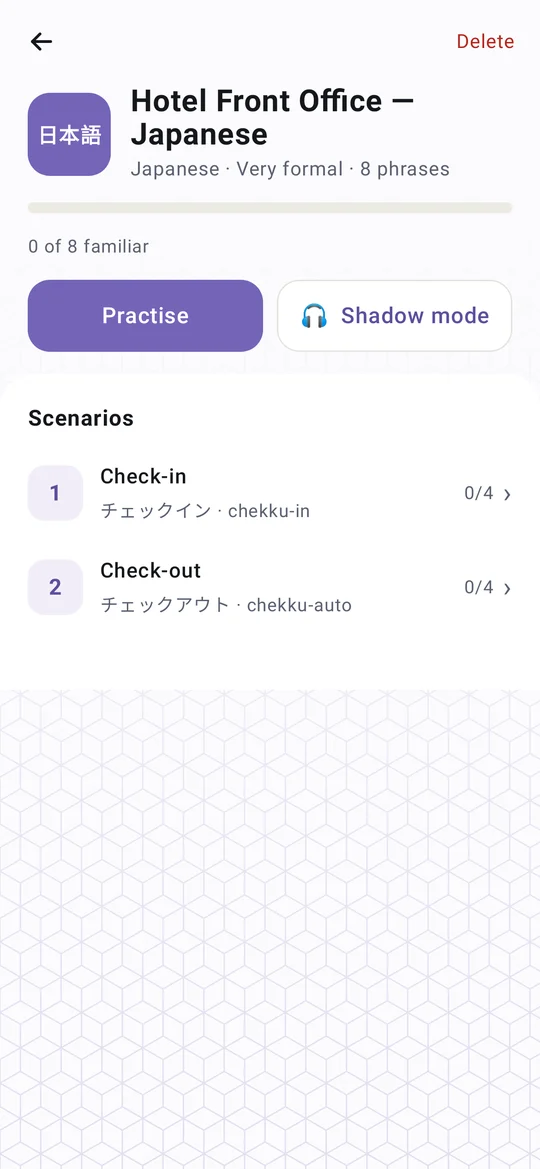 Delete
日本語
Hotel Front Office —
Japanese
Japanese · Very formal · 8 phrases
0 of 8 familiar
Practise
Shadow mode
Scenarios
1
Check-in
チェックイン · chekku-in
0/4
2
Check-out
チェックアウト · chekku-auto
0/4